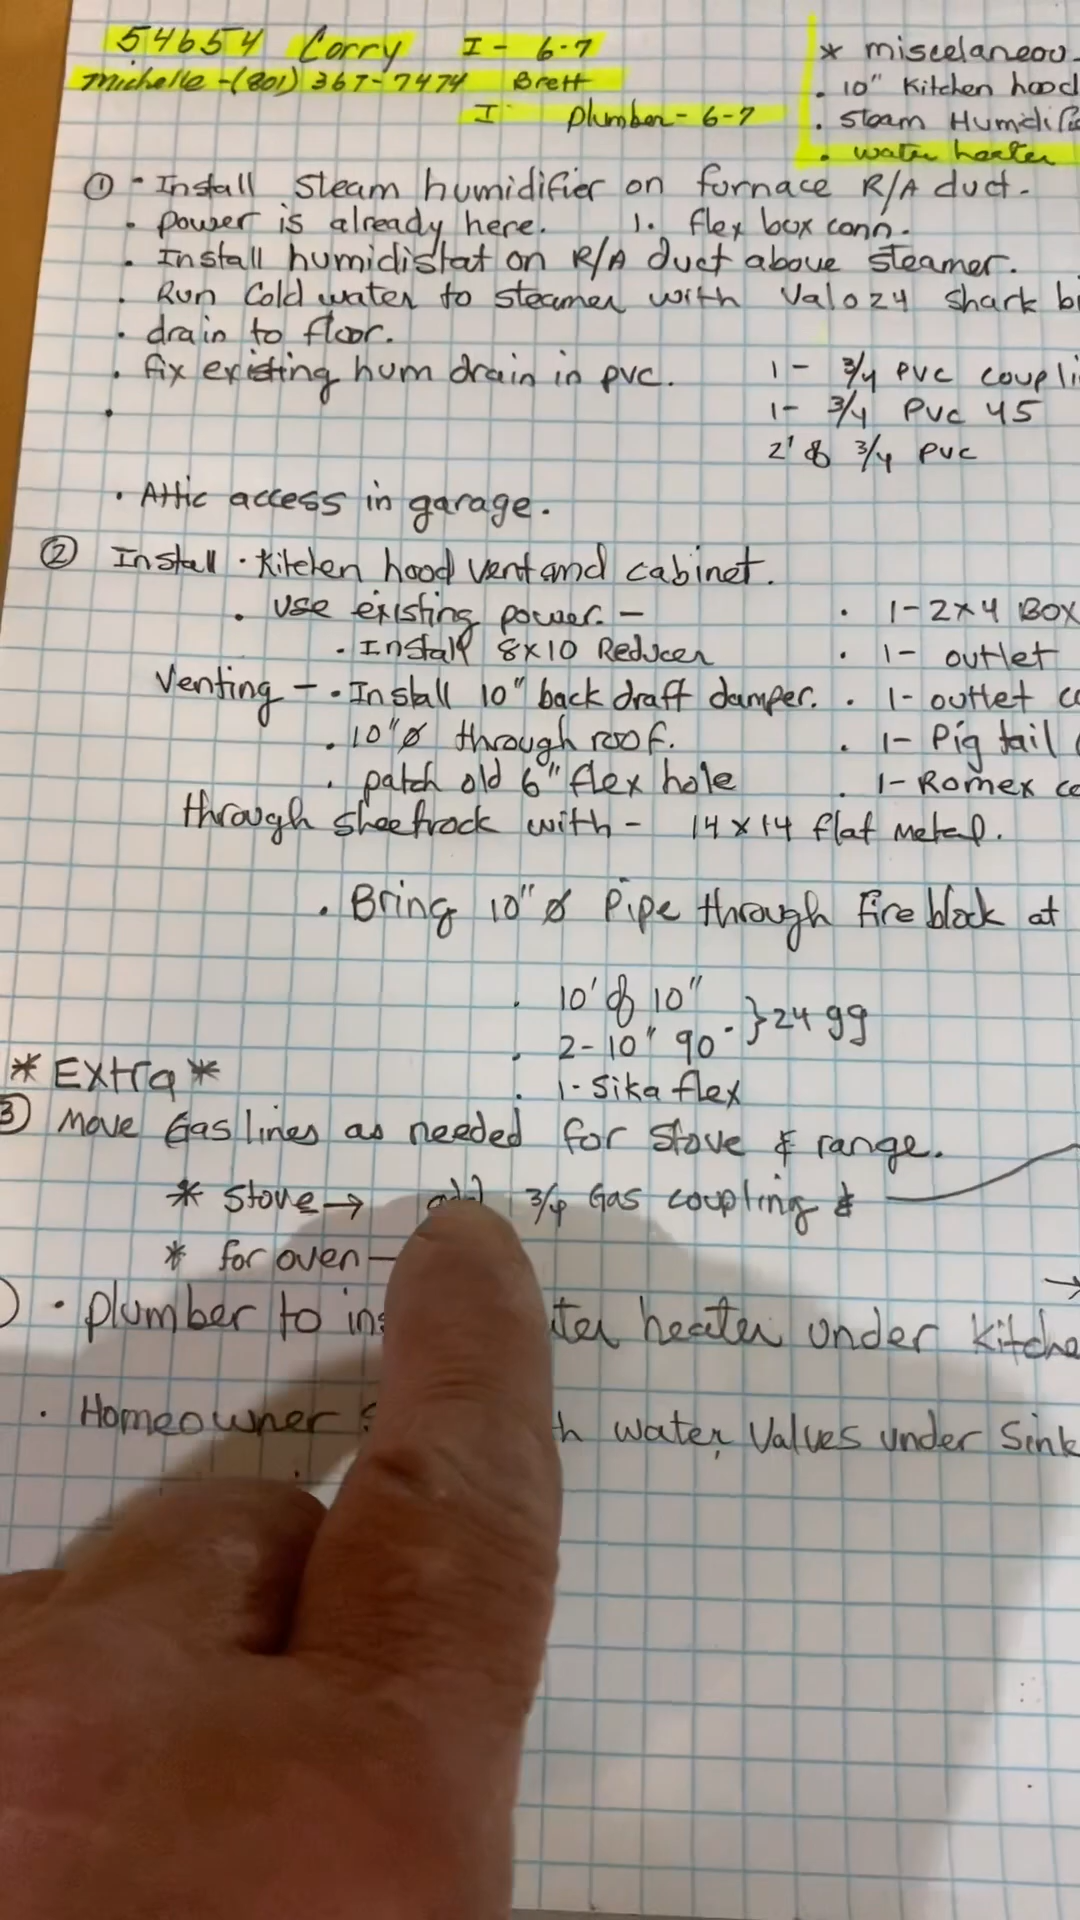 54654 Corry I- 6-7
Michelle -(801) 367-7474 Brett
I plumber- 6-7
* miscelaneou
. 10" Kitchen hood
. steam Humidifi
. water heater
① - Install steam humidifier on furnace R/A duct-
. power is already here. 1. flex box conn.
. Install humidistat on R/A duct above steamer.
. Run Cold water to steamer with Val024 shark bi
. drain to floor.
. fix existing hum drain in pvc. 1- 3/4 PVC coupli
1- 3/4 PVC 45
2' of 3/4 PVC
. Attic access in garage.
② Install . Kitchen hood vent and cabinet.
. use existing power. - . 1-2x4 BOX
. Install 8x10 Reducer . 1- outlet
Venting - . Install 10" back draft damper. . 1- outlet
. 10"ø through roof. . 1- Pig tail
. patch old 6" flex hole . 1-Romex
through sheetrock with - 14x14 flat metal.
. Bring 10"ø Pipe through fire block at
. 10' of 10" } 24 gg
. 2-10" 90°
* Extra * . 1-Sika flex
③ Move Gas lines as needed for stove & range.
* stove → add 3/4 Gas coupling &
* for oven- →
. plumber to heater under
. Homeowner water valves under Sink